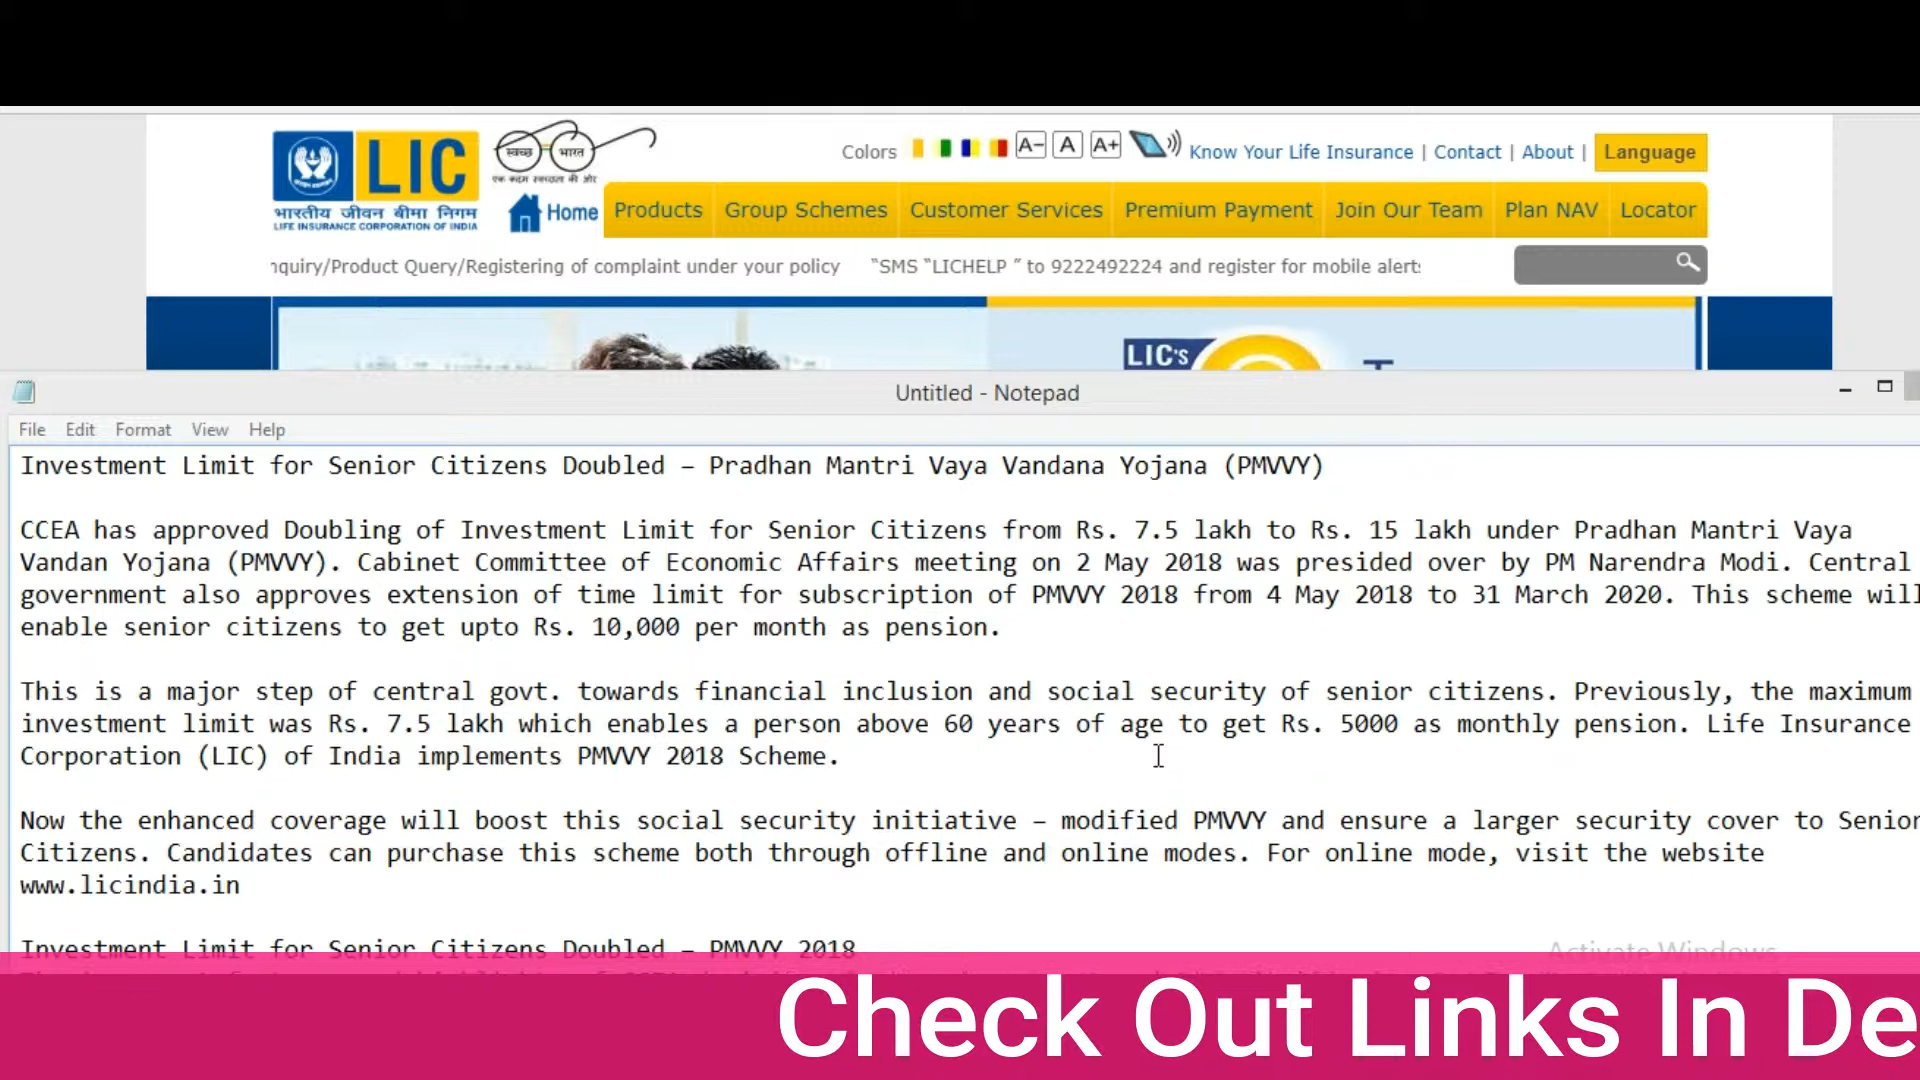 LIC
भारतीय जीवन बीमा निगम
LIFE INSURANCE CORPORATION OF INDIA
स्वच्छ भारत
एक कदम स्वच्छता की ओर
Colors A- A A+ Know Your Life Insurance | Contact | About | Language
Home Products Group Schemes Customer Services Premium Payment Join Our Team Plan NAV Locator
/Product Query/Registering of complaint under your policy “SMS “LICHELP ” to 9222492224 and register for mobile alerts
LIC's
Untitled - Notepad
File Edit Format View Help
Investment Limit for Senior Citizens Doubled – Pradhan Mantri Vaya Vandana Yojana (PMVVY)
CCEA has approved Doubling of Investment Limit for Senior Citizens from Rs. 7.5 lakh to Rs. 15 lakh under Pradhan Mantri Vaya
Vandan Yojana (PMVVY). Cabinet Committee of Economic Affairs meeting on 2 May 2018 was presided over by PM Narendra Modi. Central
government also approves extension of time limit for subscription of PMVVY 2018 from 4 May 2018 to 31 March 2020. This scheme will
enable senior citizens to get upto Rs. 10,000 per month as pension.
This is a major step of central govt. towards financial inclusion and social security of senior citizens. Previously, the maximum
investment limit was Rs. 7.5 lakh which enables a person above 60 years of age to get Rs. 5000 as monthly pension. Life Insurance
Corporation (LIC) of India implements PMVVY 2018 Scheme.
Now the enhanced coverage will boost this social security initiative – modified PMVVY and ensure a larger security cover to Senior
Citizens. Candidates can purchase this scheme both through offline and online modes. For online mode, visit the website
www.licindia.in
Investment Limit for Senior Citizens Doubled – PMVVY 2018
Activate Windows
Check Out Links In De